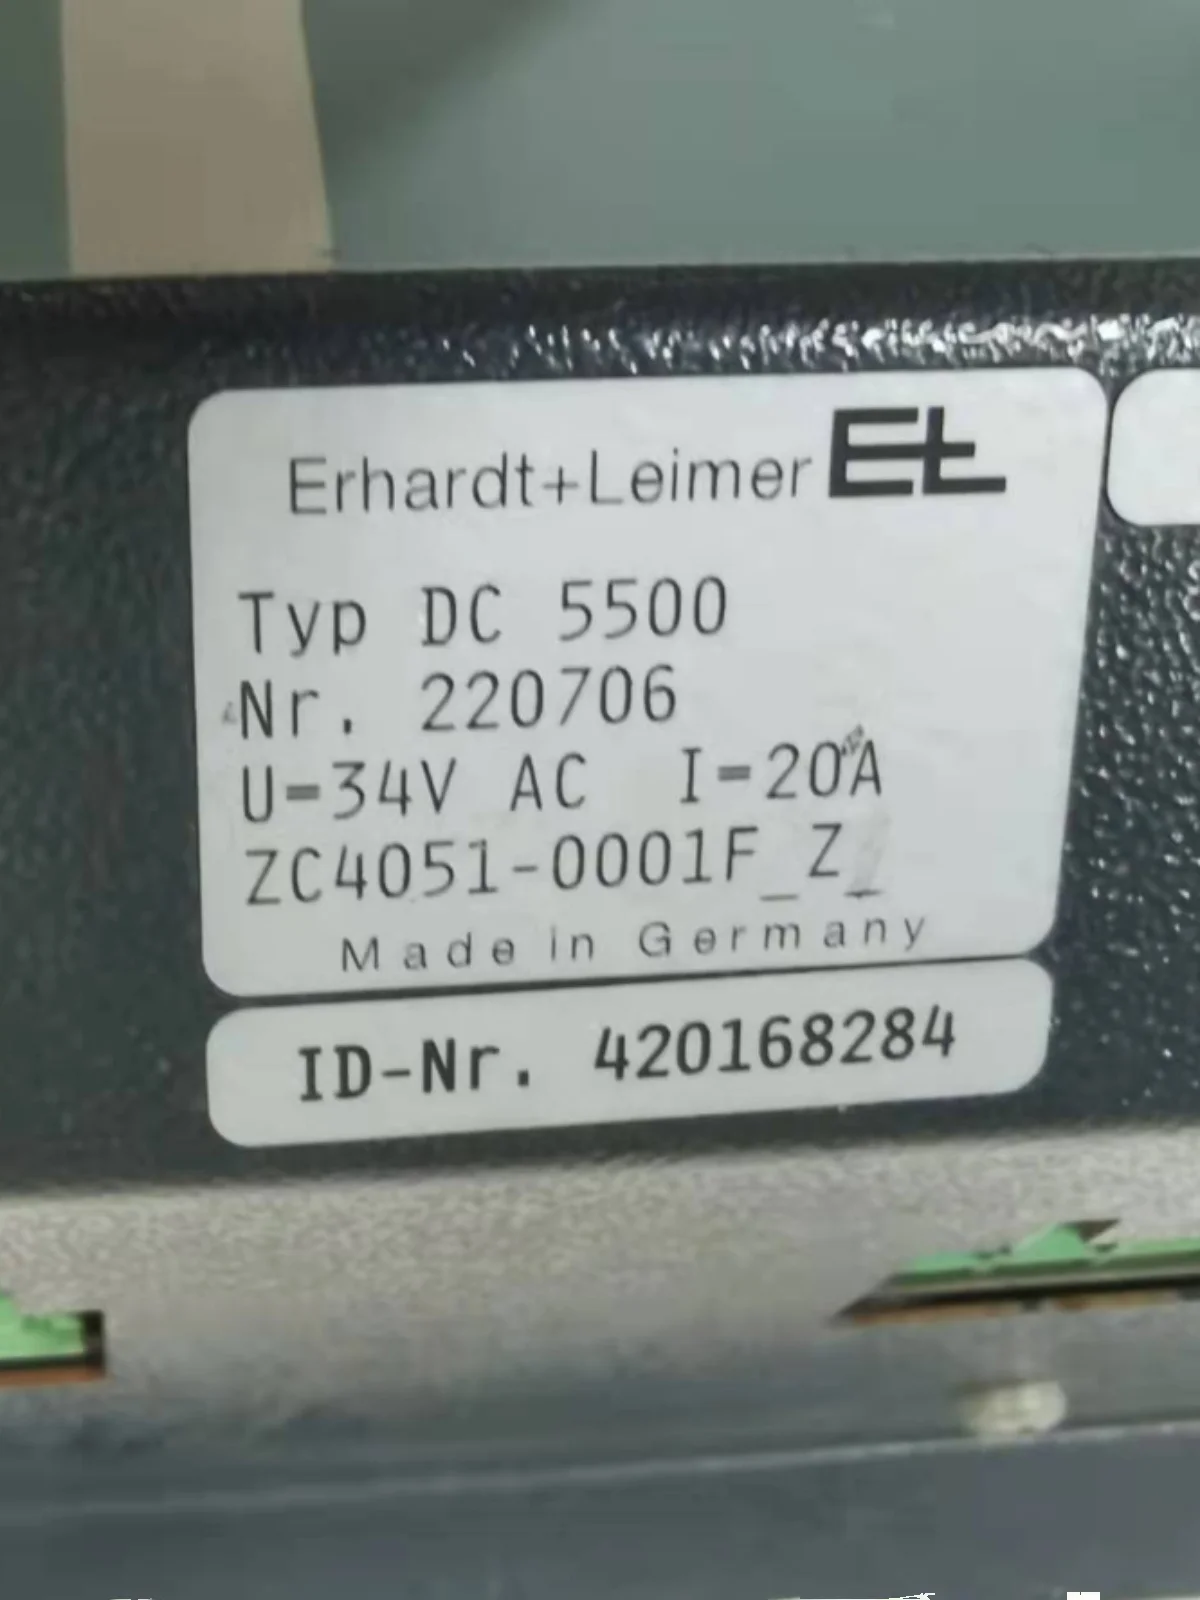 Erhardt+Leimer EL
Typ DC 5500
Nr. 220706
U=34V AC I=20A
ZC4051-0001F_Z_
Made in Germany
ID-Nr. 420168284